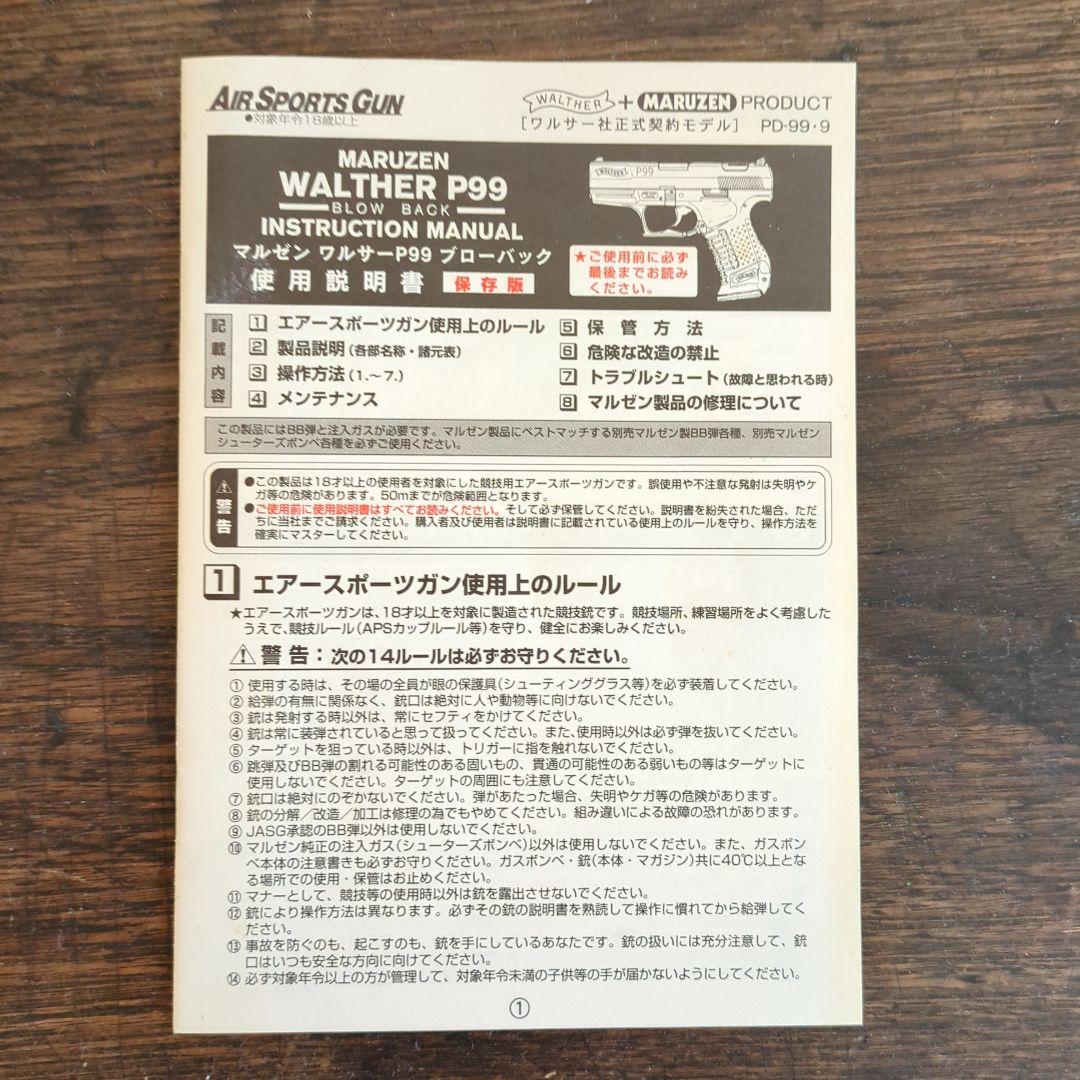 AIR SPORTS GUN
●対象年令18歳以上
WALTHER + MARUZEN PRODUCT
[ワルサー社正式契約モデル] PD-99・9
MARUZEN
WALTHER P99
BLOW BACK
INSTRUCTION MANUAL
マルゼン ワルサーP99 ブローバック
使用説明書 保存版
WALTHER P99
★ご使用前に必ず
最後までお読み
ください。
記載内容
1 エアースポーツガン使用上のルール
2 製品説明(各部名称・諸元表)
3 操作方法(1.~7.)
4 メンテナンス
5 保管方法
6 危険な改造の禁止
7 トラブルシュート(故障と思われる時)
8 マルゼン製品の修理について
この製品にはBB弾と注入ガスが必要です。マルゼン製品にベストマッチする別売マルゼン製BB弾各種、別売マルゼン
シューターズボンベ各種を必ずご使用ください。
警告
●この製品は18才以上の使用者を対象にした競技用エアースポーツガンです。誤使用や不注意な発射は失明やケ
ガ等の危険があります。50mまでが危険範囲となります。
●ご使用前に使用説明書はすべてお読みください。そして必ず保管してください。説明書を紛失された場合、ただ
ちに当社までご請求ください。購入者及び使用者は説明書に記載されている使用上のルールを守り、操作方法を
確実にマスターしてください。
1 エアースポーツガン使用上のルール
★エアースポーツガンは、18才以上を対象に製造された競技銃です。競技場所、練習場所をよく考慮した
うえで、競技ルール(APSカップルール等)を守り、健全にお楽しみください。
警告:次の14ルールは必ずお守りください。
① 使用する時は、その場の全員が眼の保護具(シューティンググラス等)を必ず装着してください。
② 給弾の有無に関係なく、銃口は絶対に人や動物等に向けないでください。
③ 銃は発射する時以外は、常にセフティをかけてください。
④ 銃は常に装弾されていると思って扱ってください。また、使用時以外は必ず弾を抜いてください。
⑤ ターゲットを狙っている時以外は、トリガーに指を触れないでください。
⑥ 跳弾及びBB弾の割れる可能性のある固いもの、貫通の可能性のある弱いもの等はターゲットに
使用しないでください。ターゲットの周囲にも注意してください。
⑦ 銃口は絶対にのぞかないでください。弾があたった場合、失明やケガ等の危険があります。
⑧ 銃の分解/改造/加工は修理の為でもやめてください。組み違いによる故障の恐れがあります。
⑨ JASG承認のBB弾以外は使用しないでください。
⑩ マルゼン純正の注入ガス(シューターズボンベ)以外は使用しないでください。また、ガスボン
ベ本体の注意書きも必ずお守りください。ガスボンベ・銃(本体・マガジン)共に40℃以上とな
る場所での使用・保管はお止めください。
⑪ マナーとして、競技等の使用時以外は銃を露出させないでください。
⑫ 銃により操作方法は異なります。必ずその銃の説明書を熟読して操作に慣れてから給弾してく
ださい。
⑬ 事故を防ぐのも、起こすのも、銃を手にしているあなたです。銃の扱いには充分注意して、銃
口はいつも安全な方向に向けてください。
⑭ 必ず対象年令以上の方が管理して、対象年令未満の子供等の手が届かないようにしてください。
①